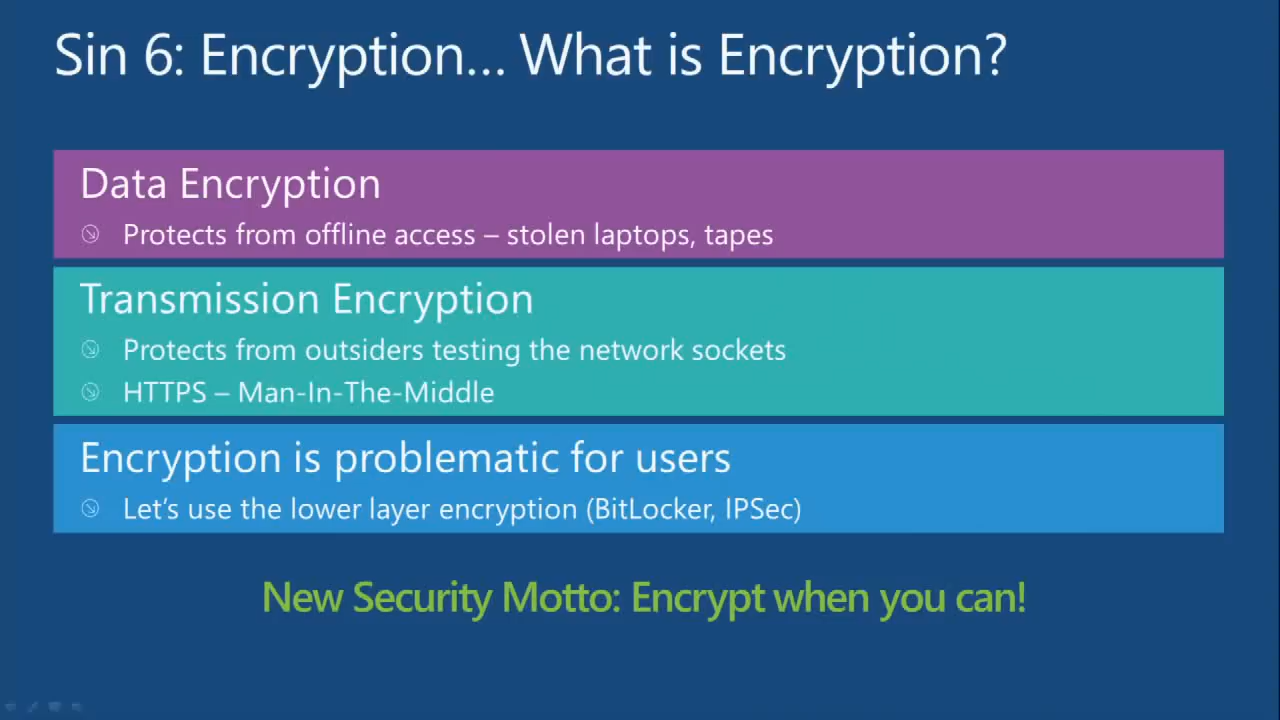 Sin 6: Encryption... What is Encryption?
Data Encryption
Protects from offline access – stolen laptops, tapes
Transmission Encryption
Protects from outsiders testing the network sockets
HTTPS – Man-In-The-Middle
Encryption is problematic for users
Let's use the lower layer encryption (BitLocker, IPSec)
New Security Motto: Encrypt when you can!